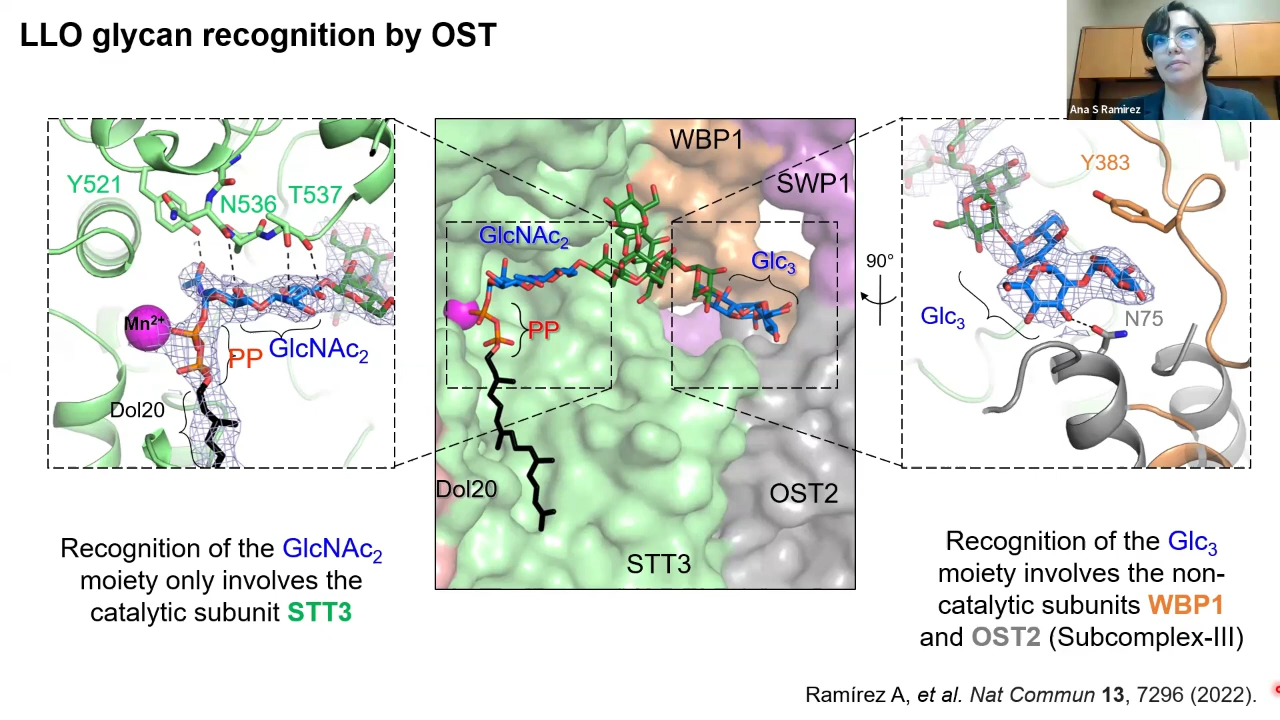 LLO glycan recognition by OST
Ana S Ramirez
Y521
N536
T537
Mn²⁺
PP
GlcNAc₂
Dol20
WBP1
SWP1
GlcNAc₂
Glc₃
PP
Dol20
OST2
STT3
90°
Y383
Glc₃
N75
Recognition of the GlcNAc₂
moiety only involves the
catalytic subunit STT3
Recognition of the Glc₃
moiety involves the non-
catalytic subunits WBP1
and OST2 (Subcomplex-III)
Ramírez A, et al. Nat Commun 13, 7296 (2022).